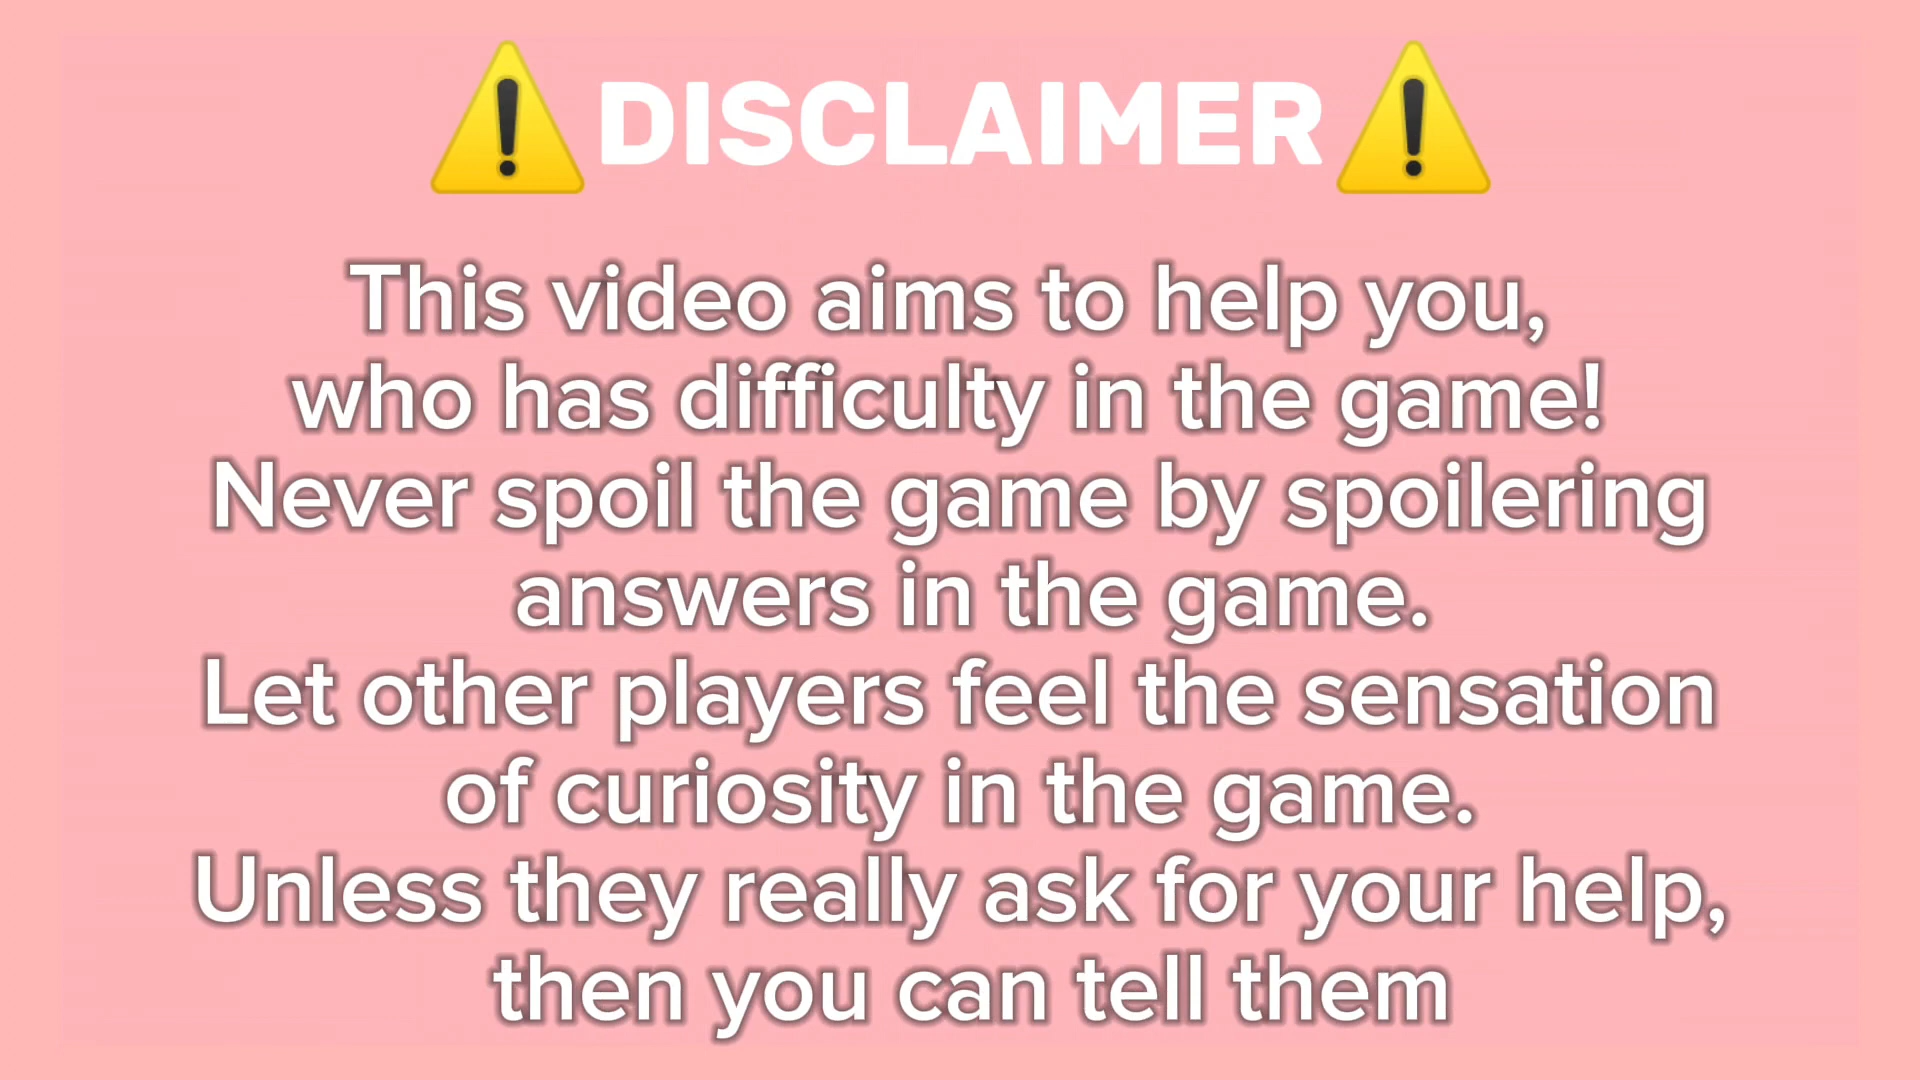 ⚠️DISCLAIMER⚠️
This video aims to help you,
who has difficulty in the game!
Never spoil the game by spoilering
answers in the game.
Let other players feel the sensation
of curiosity in the game.
Unless they really ask for your help,
then you can tell them